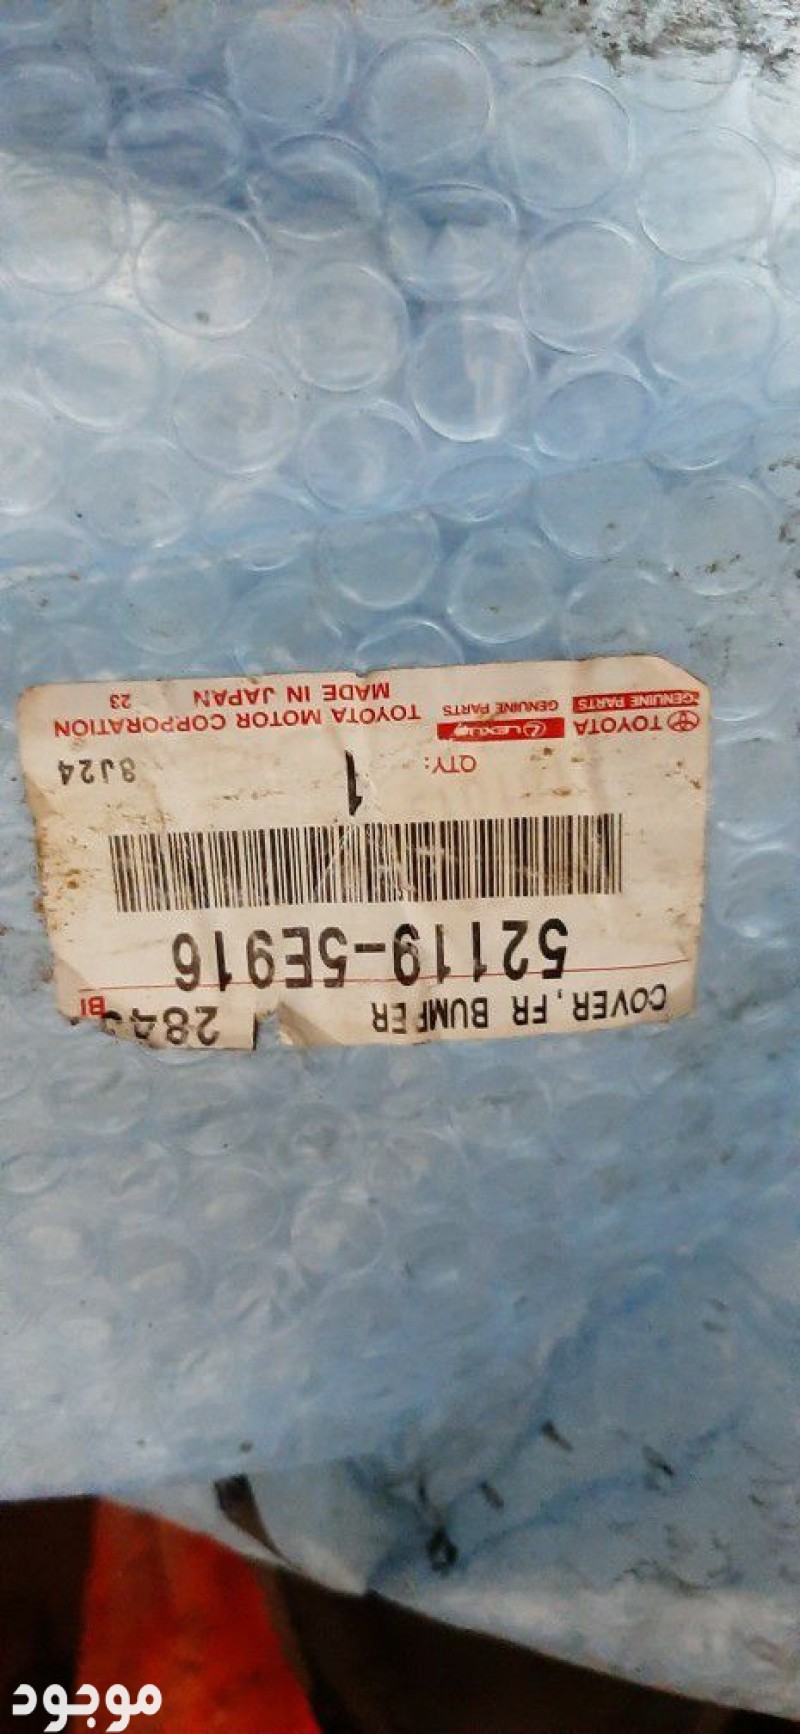 COVER, FR BUMPER
52119-5E916
QTY:
1
8J24
TOYOTA
GENUINE PARTS
LEXUS
GENUINE PARTS
TOYOTA MOTOR CORPORATION
MADE IN JAPAN
23
موجود